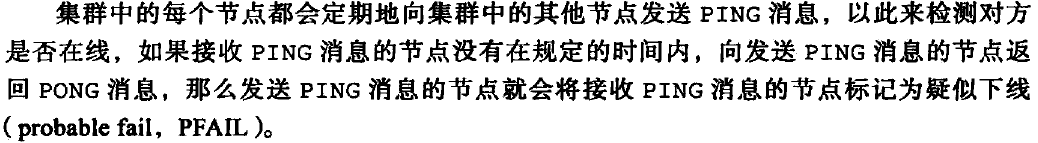 集群中的每个节点都会定期地向集群中的其他节点发送 PING 消息，以此来检测对方
是否在线，如果接收 PING 消息的节点没有在规定的时间内，向发送 PING 消息的节点返
回 PONG 消息，那么发送 PING 消息的节点就会将接收 PING 消息的节点标记为疑似下线
（probable fail，PFAIL）。